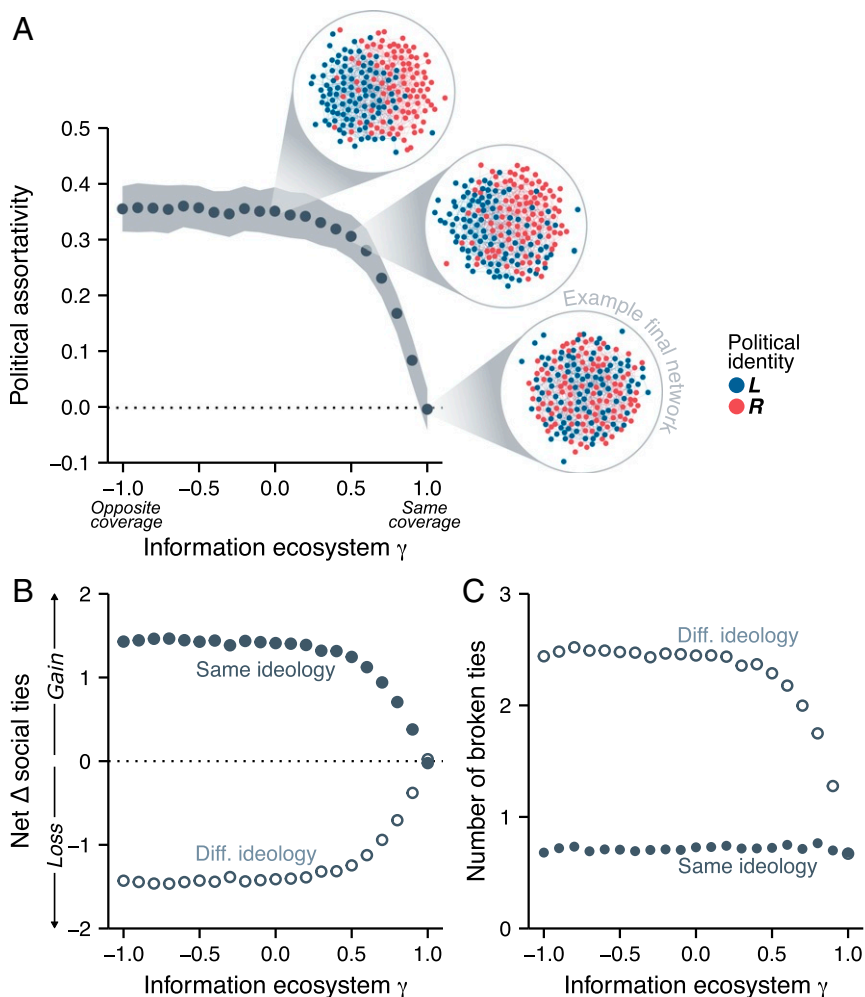 A
Political assortativity
0.5
0.4
0.3
0.2
0.1
0.0
−0.1
−1.0
−0.5
0.0
0.5
1.0
Opposite
coverage
Same
coverage
Information ecosystem γ
Example final network
Political
identity
L
R
B
Net Δ social ties
Gain
Loss
2
1
0
−1
−2
Same ideology
Diff. ideology
−1.0
−0.5
0.0
0.5
1.0
Information ecosystem γ
C
Number of broken ties
3
2
1
0
Diff. ideology
Same ideology
-1.0
-0.5
0.0
0.5
1.0
Information ecosystem γ